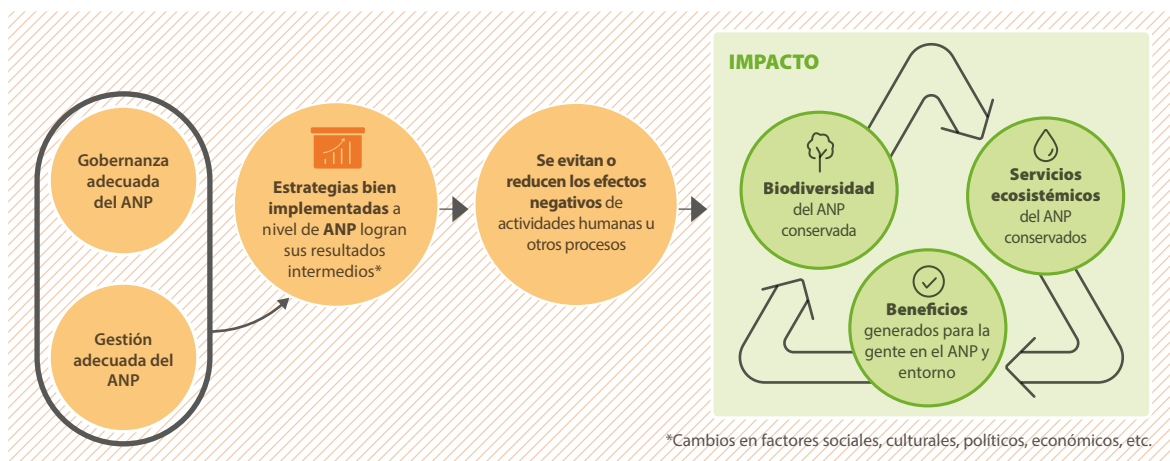 Gobernanza
adecuada
del ANP
Gestión
adecuada del
ANP
Estrategias bien
implementadas a
nivel de ANP logran
sus resultados
intermedios*
Se evitan o
reducen los efectos
negativos de
actividades humanas u
otros procesos
IMPACTO
Biodiversidad
del ANP
conservada
Servicios
ecosistémicos
del ANP
conservados
Beneficios
generados para la
gente en el ANP y
entorno
*Cambios en factores sociales, culturales, políticos, económicos, etc.